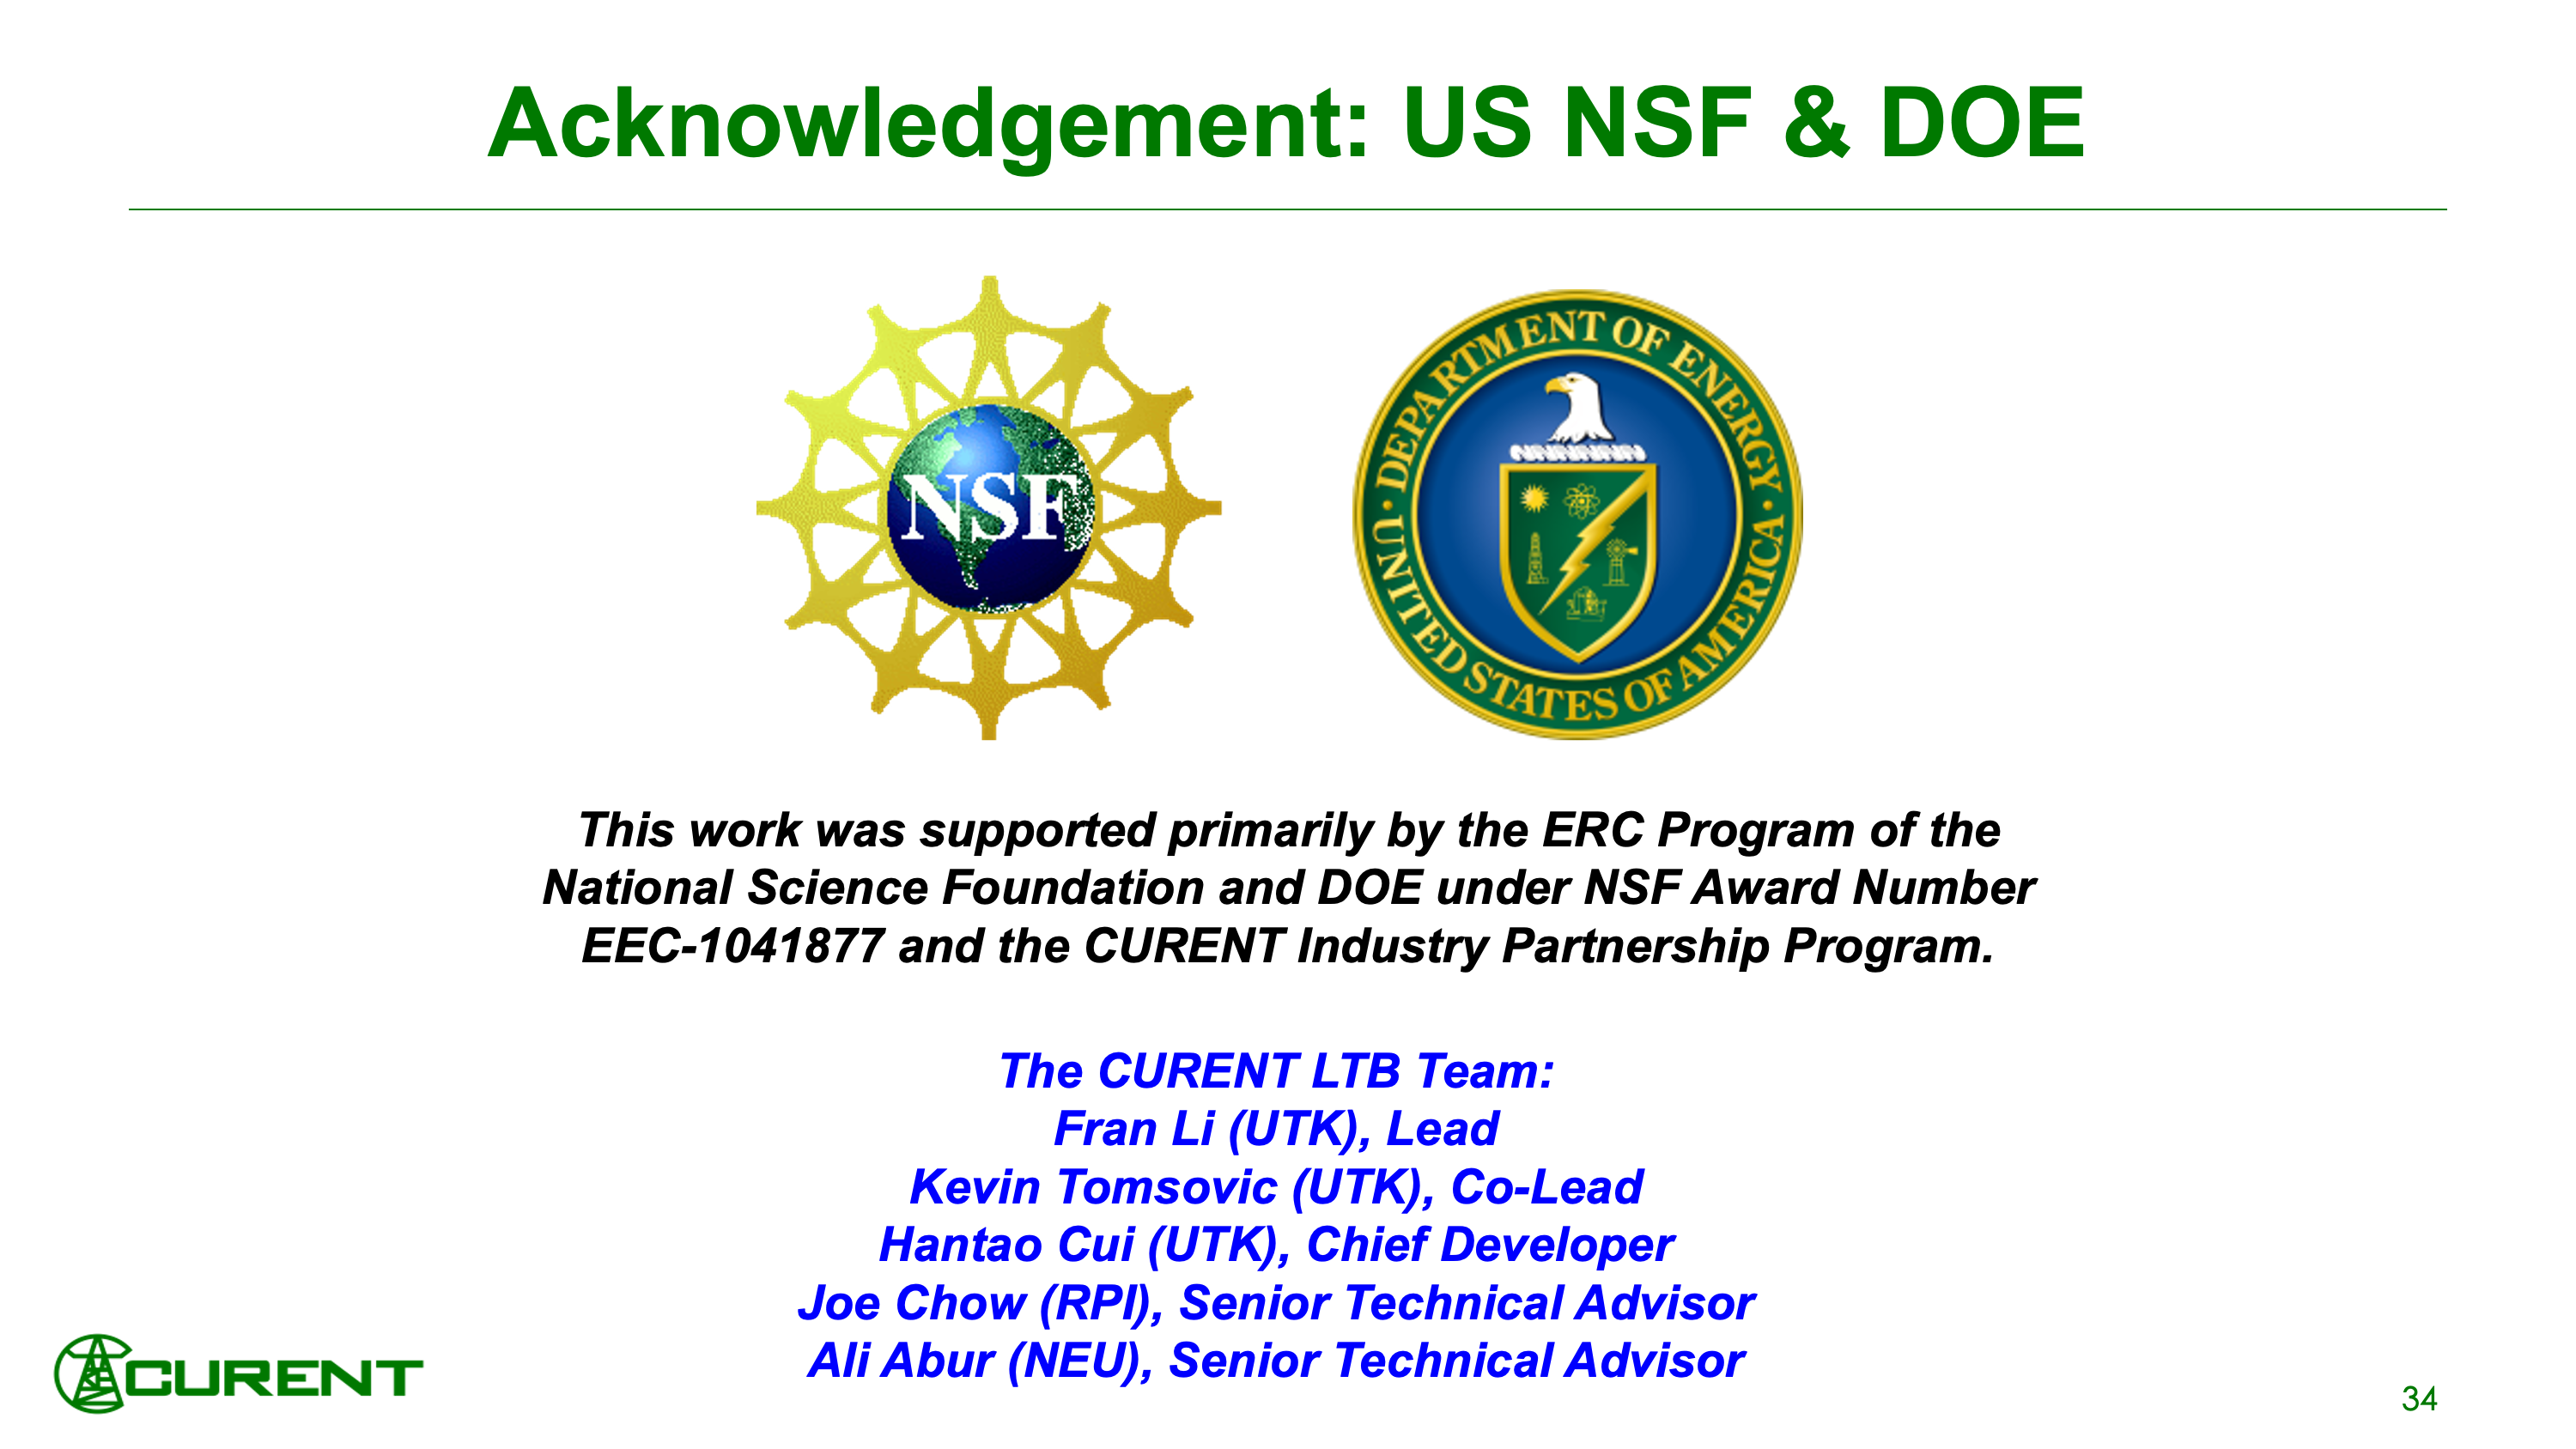 Acknowledgement: US NSF & DOE
NSF
DEPARTMENT OF ENERGY
UNITED STATES OF AMERICA
This work was supported primarily by the ERC Program of the
National Science Foundation and DOE under NSF Award Number
EEC-1041877 and the CURENT Industry Partnership Program.
The CURENT LTB Team:
Fran Li (UTK), Lead
Kevin Tomsovic (UTK), Co-Lead
Hantao Cui (UTK), Chief Developer
Joe Chow (RPI), Senior Technical Advisor
Ali Abur (NEU), Senior Technical Advisor
CURENT
34